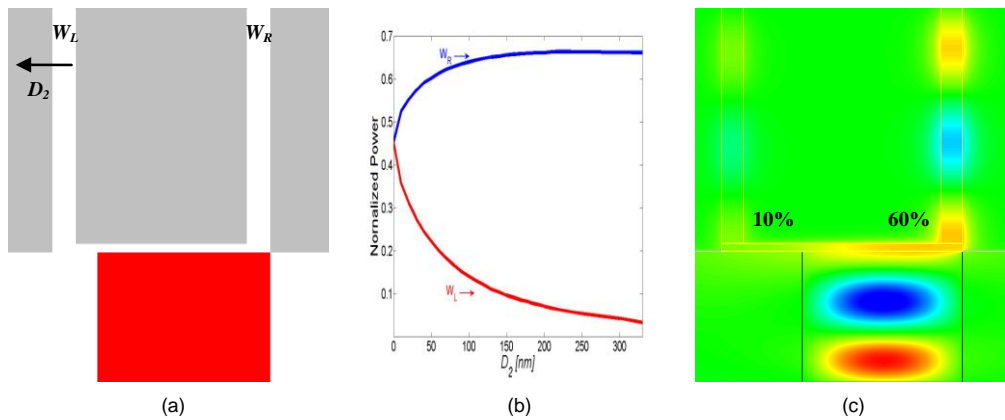 W_L
W_R
D_2
(a)
0.7
0.6
0.5
0.4
0.3
0.2
0.1
Nomalized Power
W_R →
W_L →
0 50 100 150 200 250 300
D_2 [nm]
(b)
10% 60%
(c)